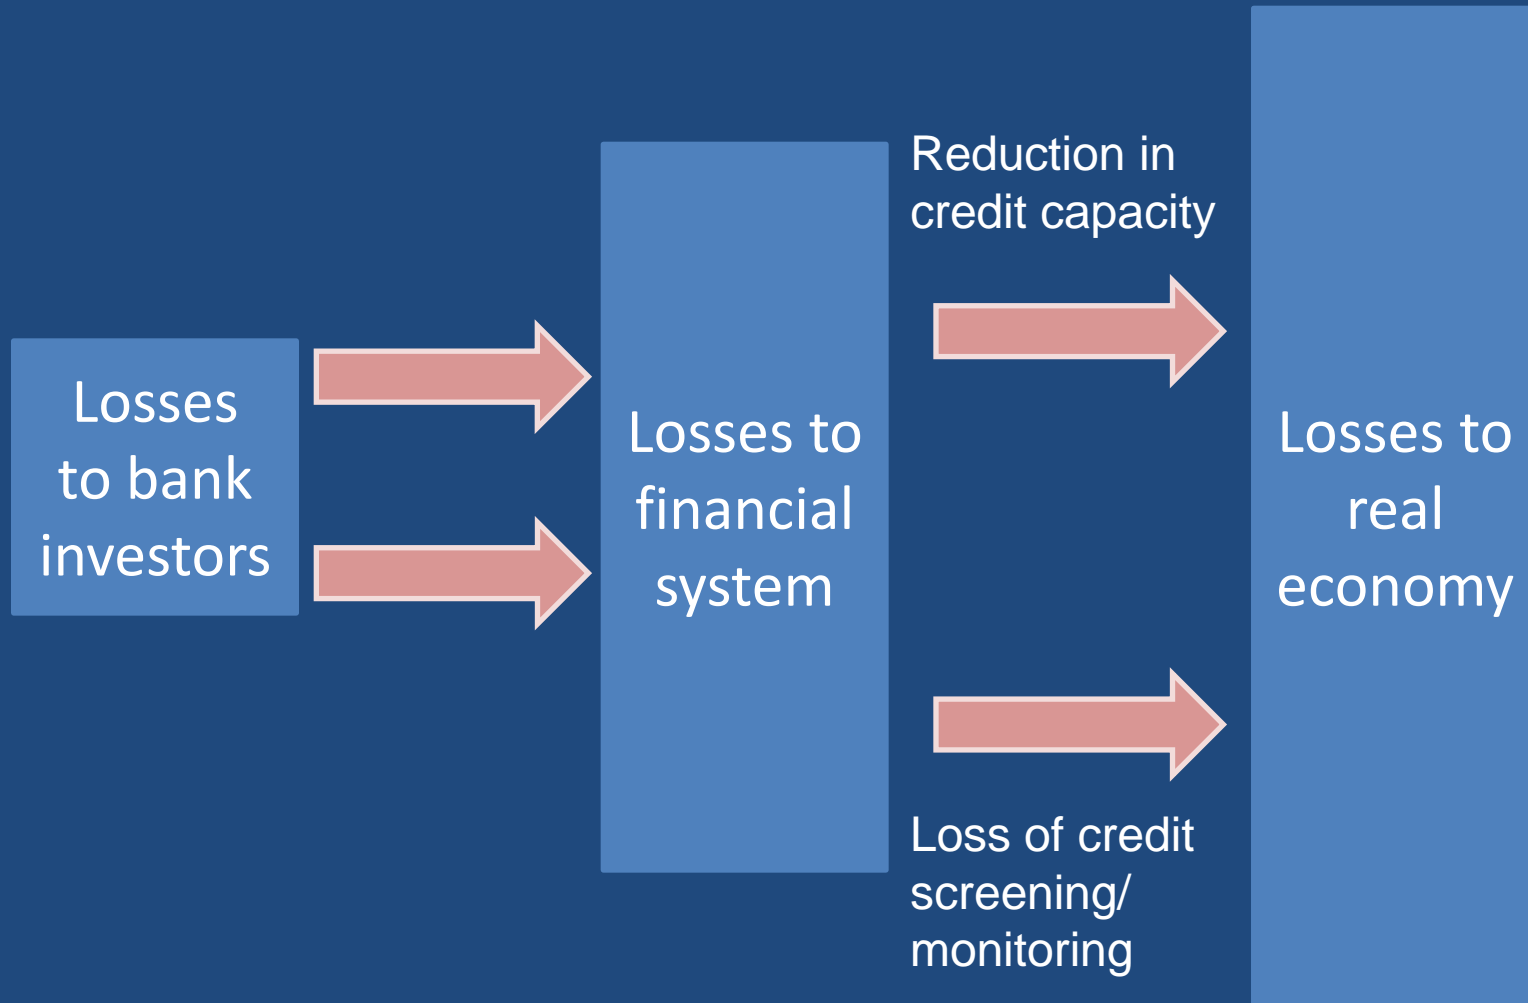 Losses
to bank
investors
Losses to
financial
system
Reduction in
credit capacity
Loss of credit
screening/
monitoring
Losses to
real
economy